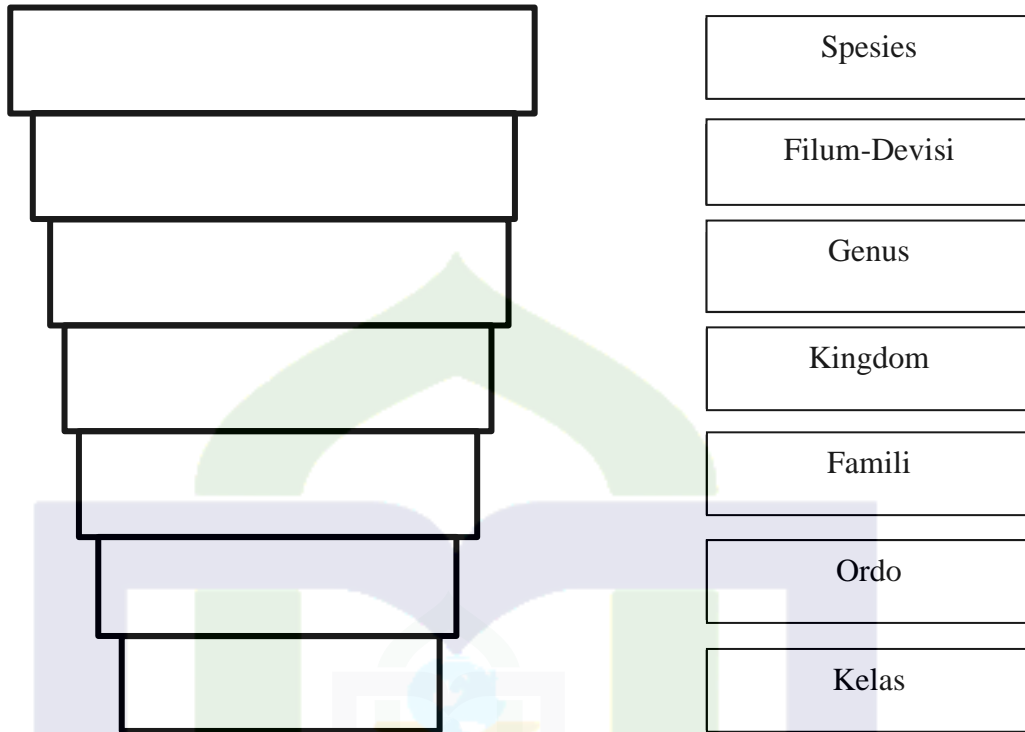 Spesies
Filum-Devisi
Genus
Kingdom
Famili
Ordo
Kelas